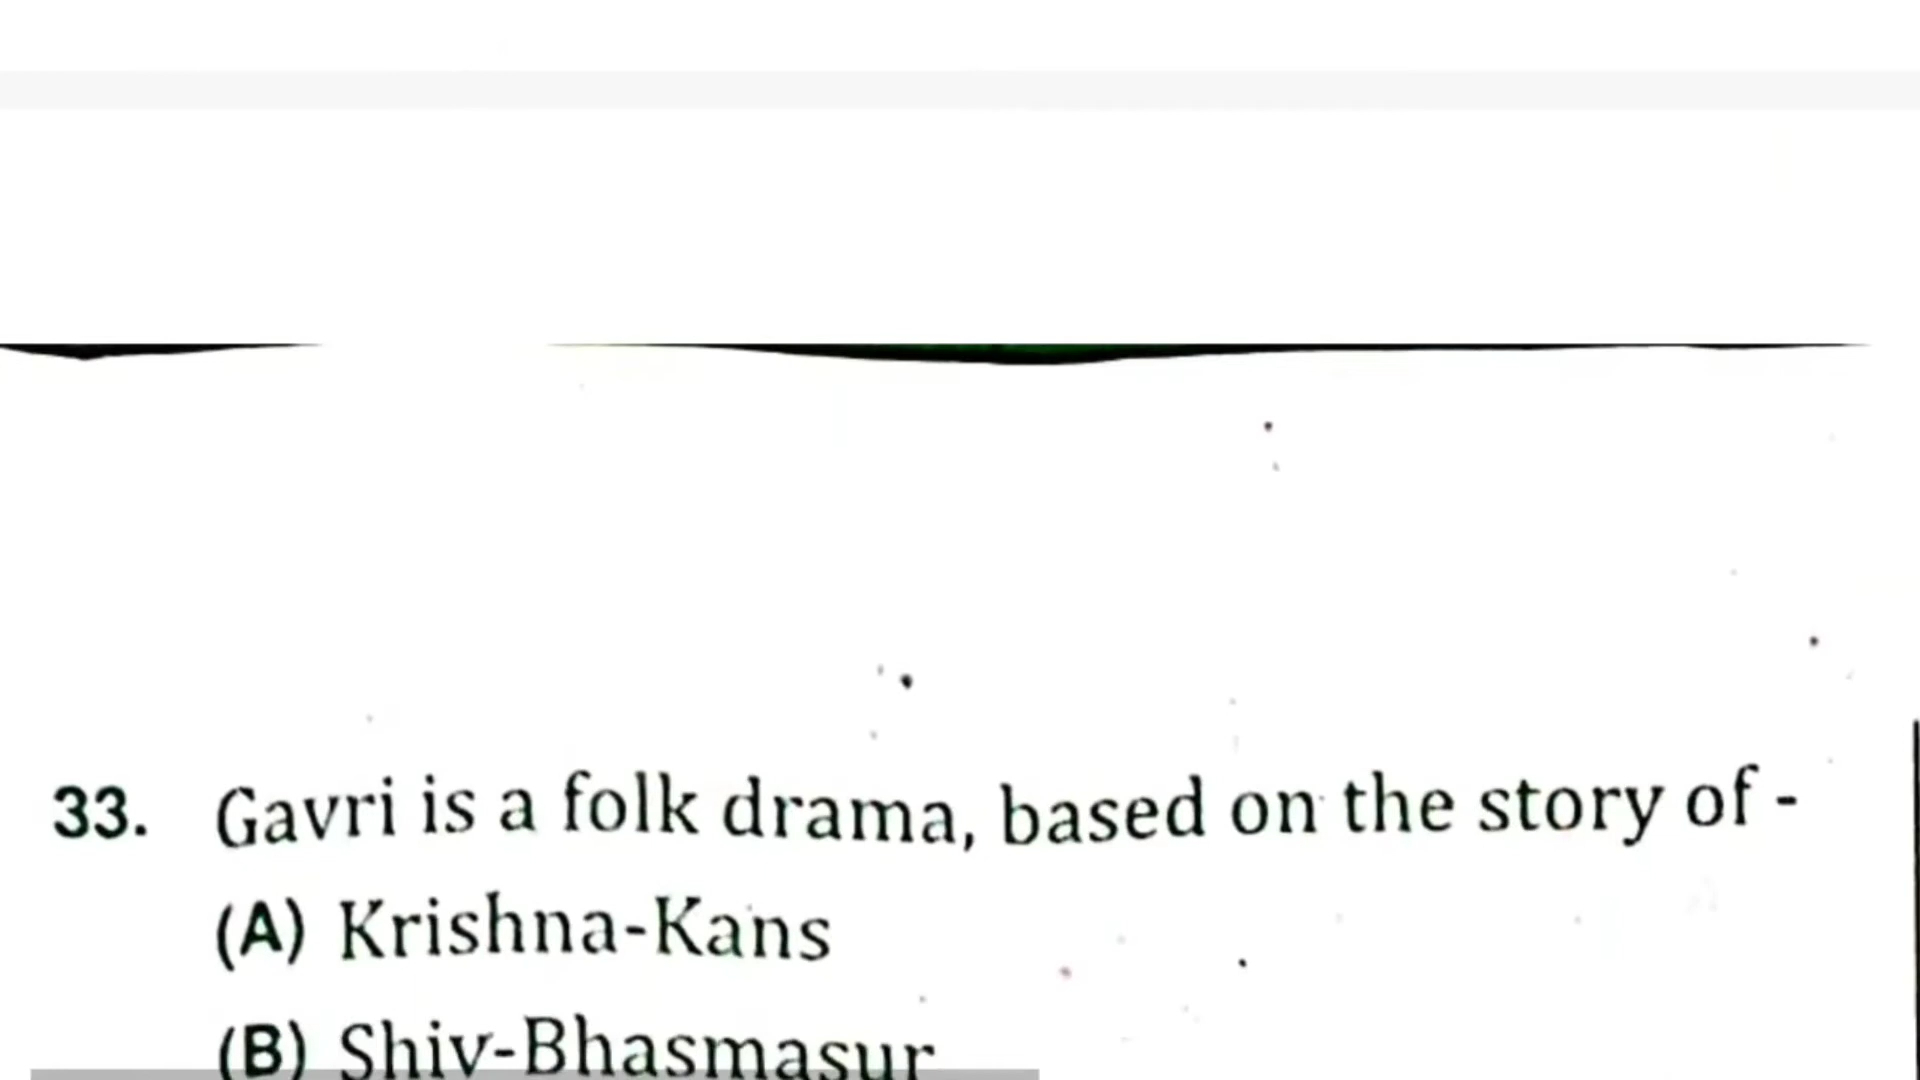 33. Gavri is a folk drama, based on the story of -
(A) Krishna-Kans
(B) Shiv-Bhasmasur